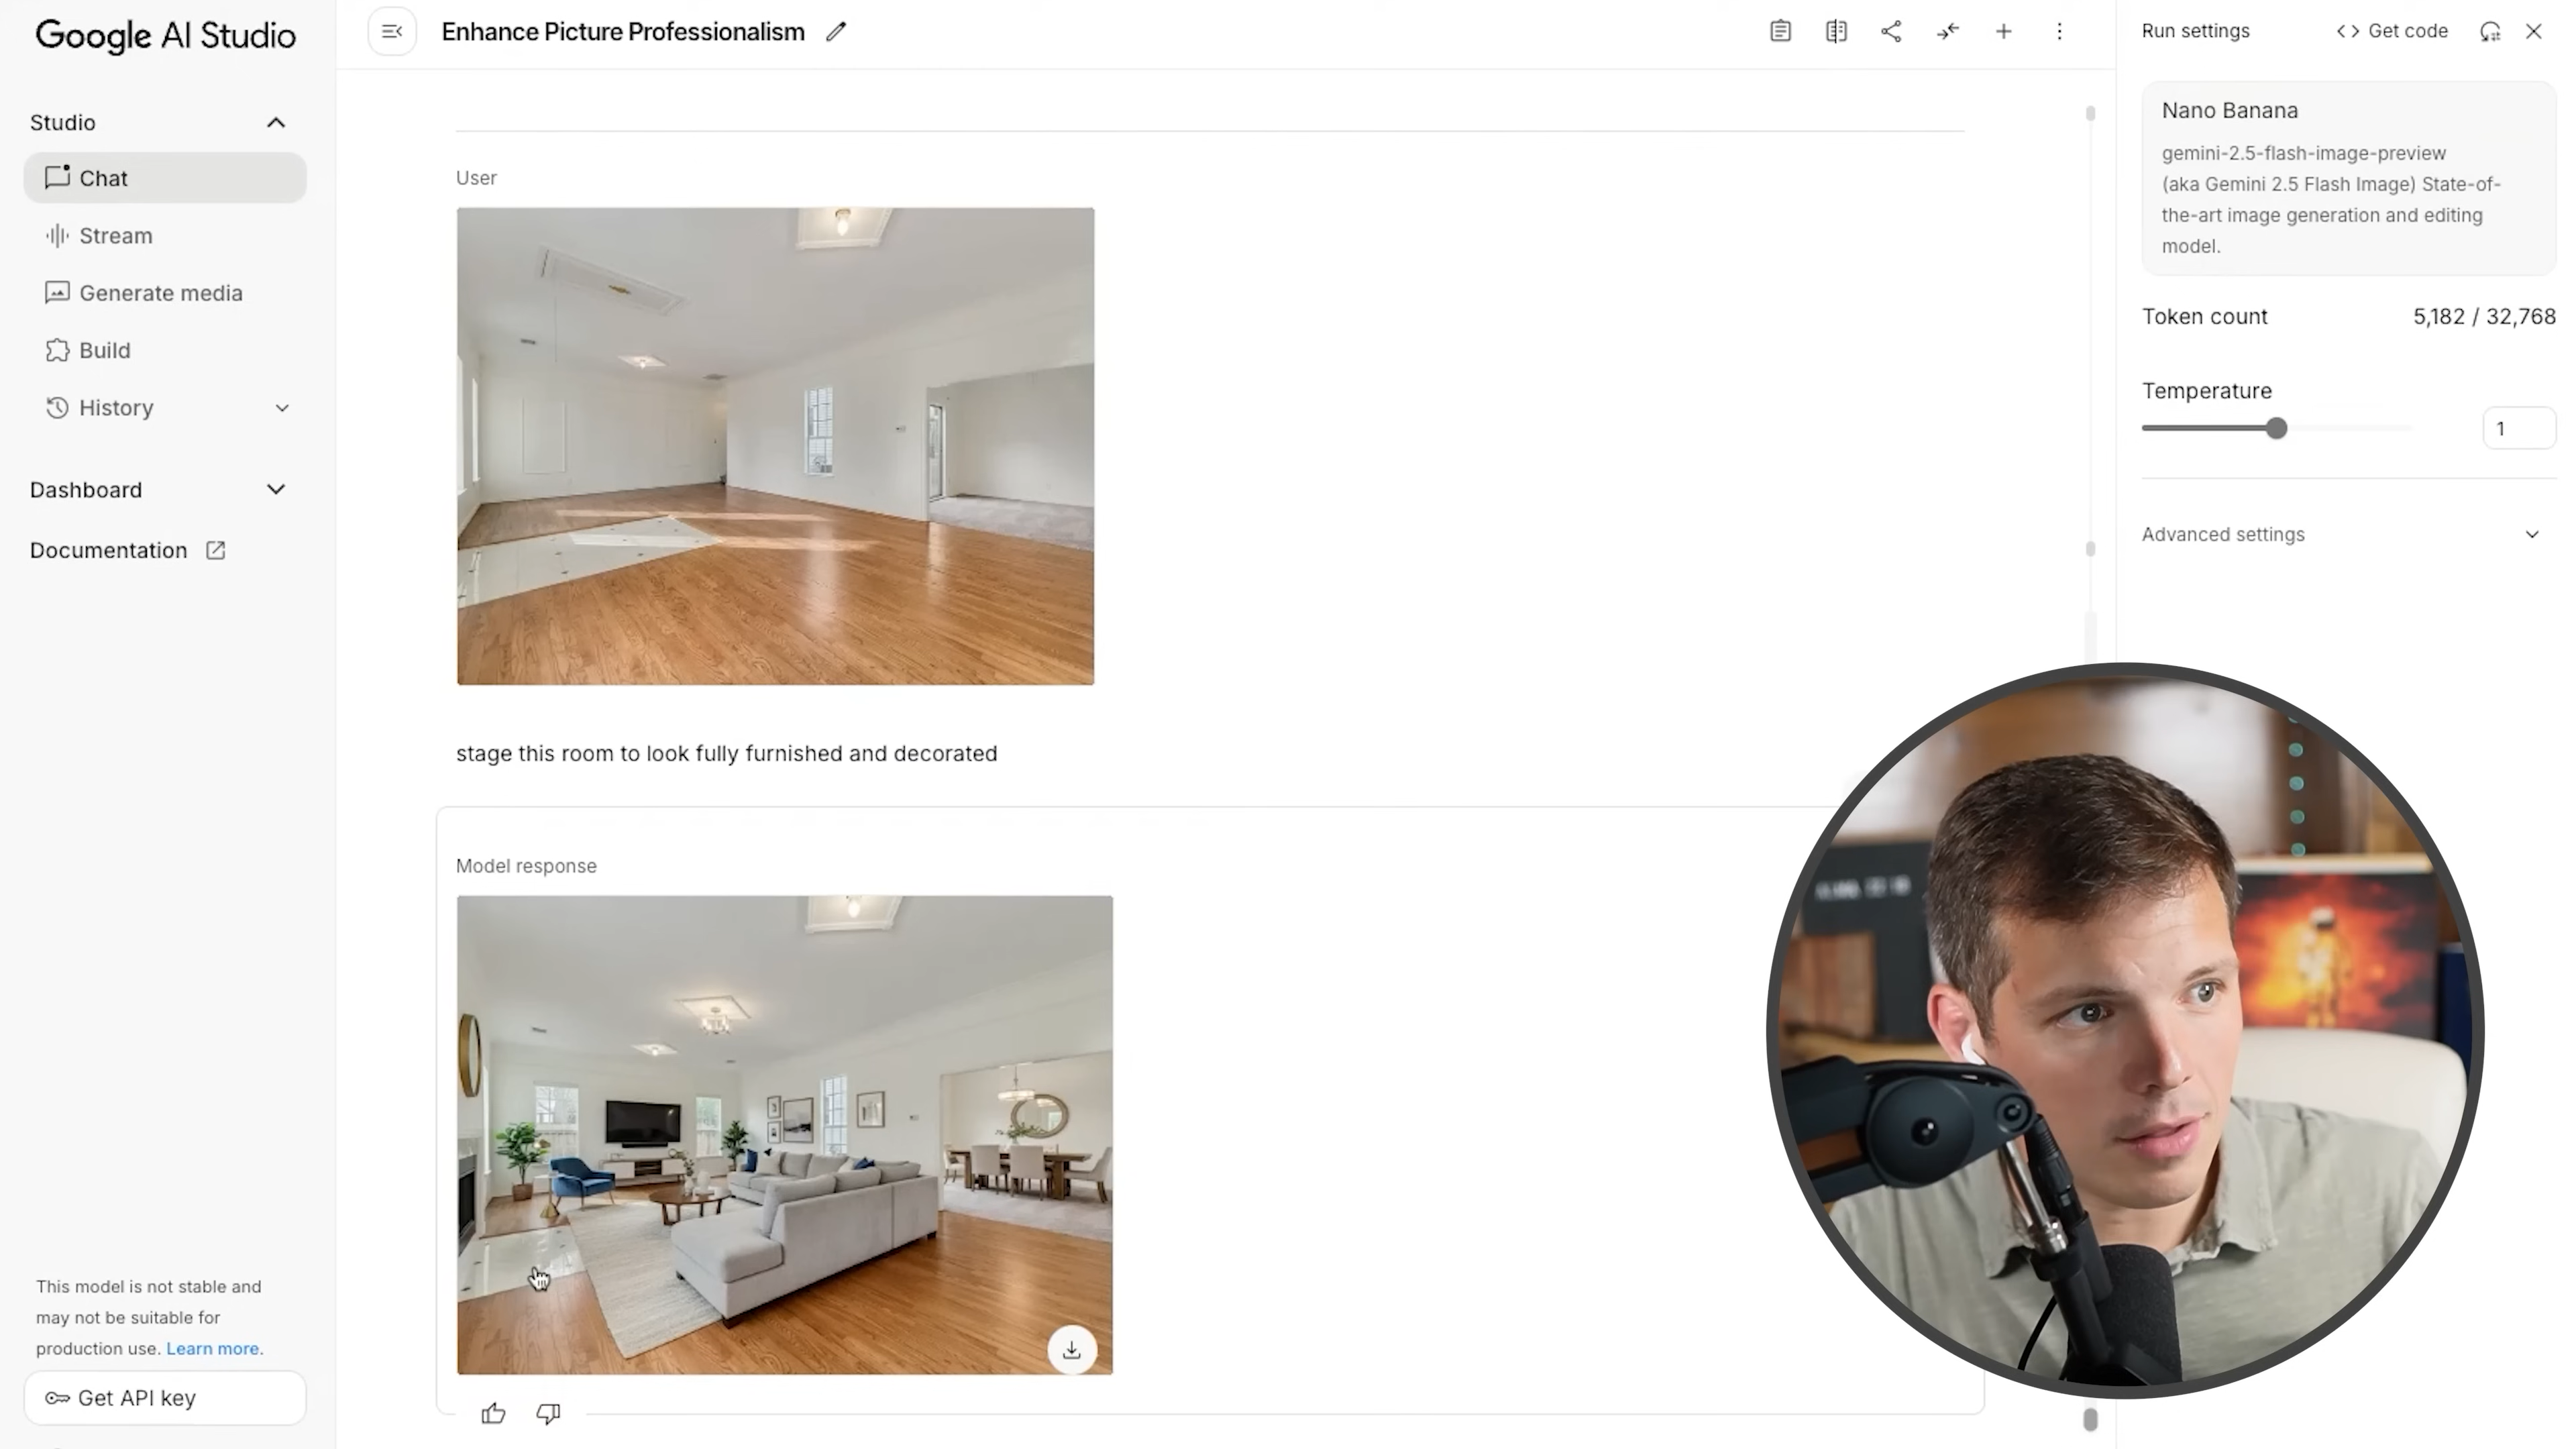 Google AI Studio
Studio
Chat
Stream
Generate media
Build
History
Dashboard
Documentation
This model is not stable and
may not be suitable for
production use. Learn more.
Get API key
Enhance Picture Professionalism
User
stage this room to look fully furnished and decorated
Model response
Run settings
Get code
Nano Banana
gemini-2.5-flash-image-preview
(aka Gemini 2.5 Flash Image) State-of-
the-art image generation and editing
model.
Token count 5,182 / 32,768
Temperature
1
Advanced settings